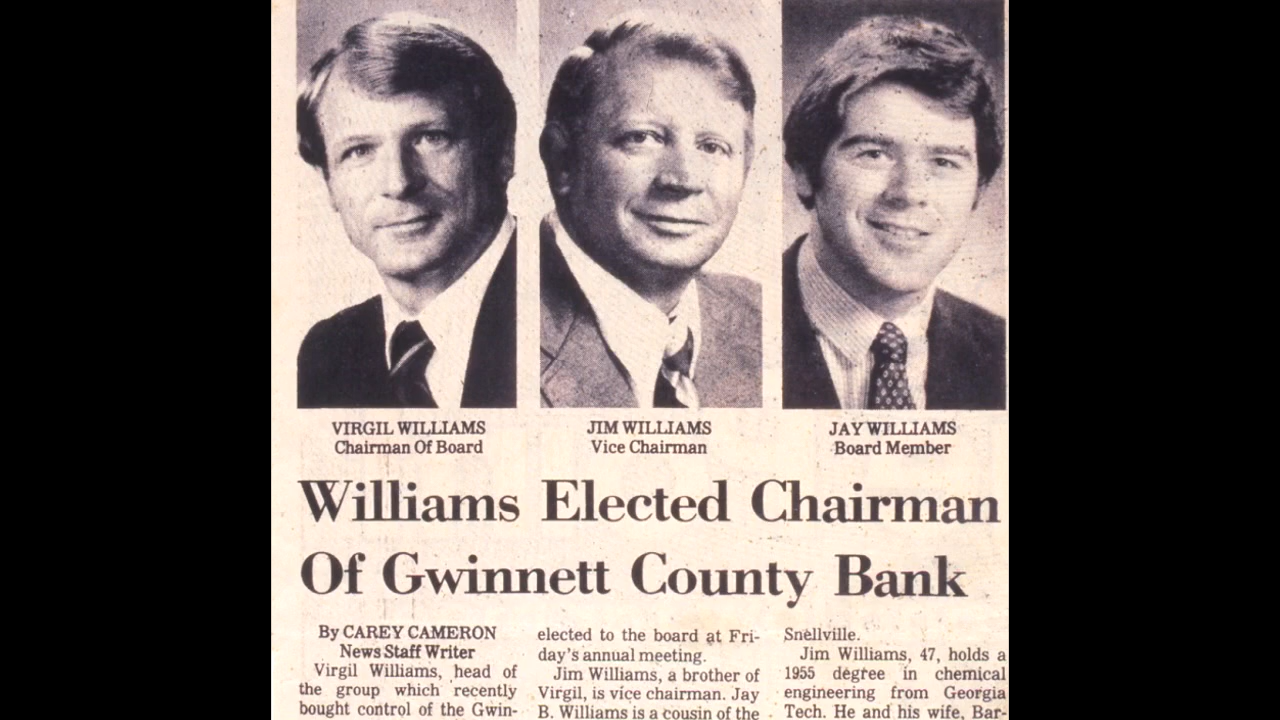 VIRGIL WILLIAMS
Chairman Of Board
JIM WILLIAMS
Vice Chairman
JAY WILLIAMS
Board Member
Williams Elected Chairman
Of Gwinnett County Bank
By CAREY CAMERON
News Staff Writer
Virgil Williams, head of
the group which recently
bought control of the Gwin-
elected to the board at Fri-
day's annual meeting.
Jim Williams, a brother of
Virgil, is vice chairman. Jay
B. Williams is a cousin of the
Snellville.
Jim Williams, 47, holds a
1955 degree in chemical
engineering from Georgia
Tech. He and his wife, Bar-